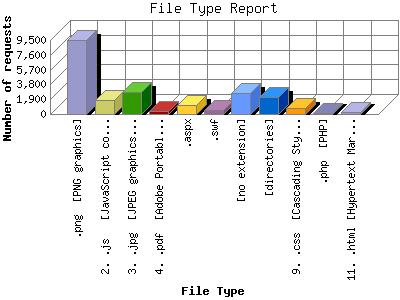 File Type Report
Number of requests
9,500
7,600
5,700
3,800
1,900
0
.png [PNG graphics]
2. .js [JavaScript co...
3. .jpg [JPEG graphics...
4. .pdf [Adobe Portabl...
.aspx
.swf
[no extension]
[directories]
9. .css [Cascading Sty...
.php [PHP]
11. .html [Hypertext Mar...
File Type